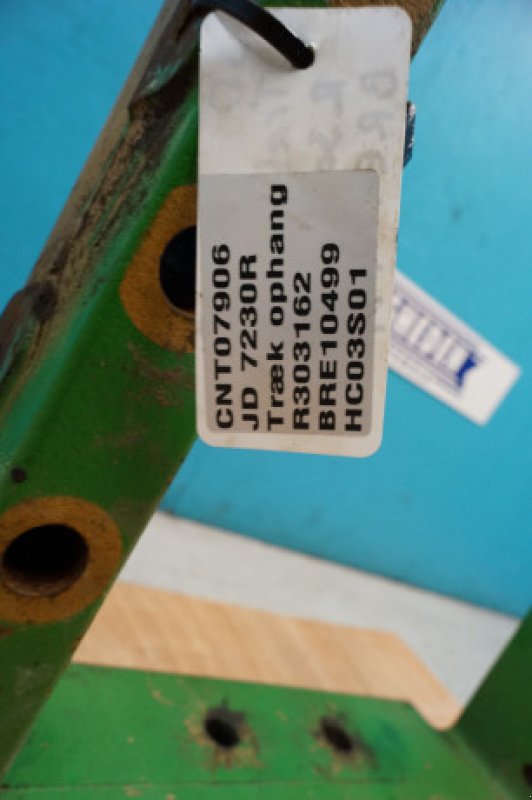 CNT07906
JD 7230R
Træk ophang
R303162
BRE10499
HC03S01